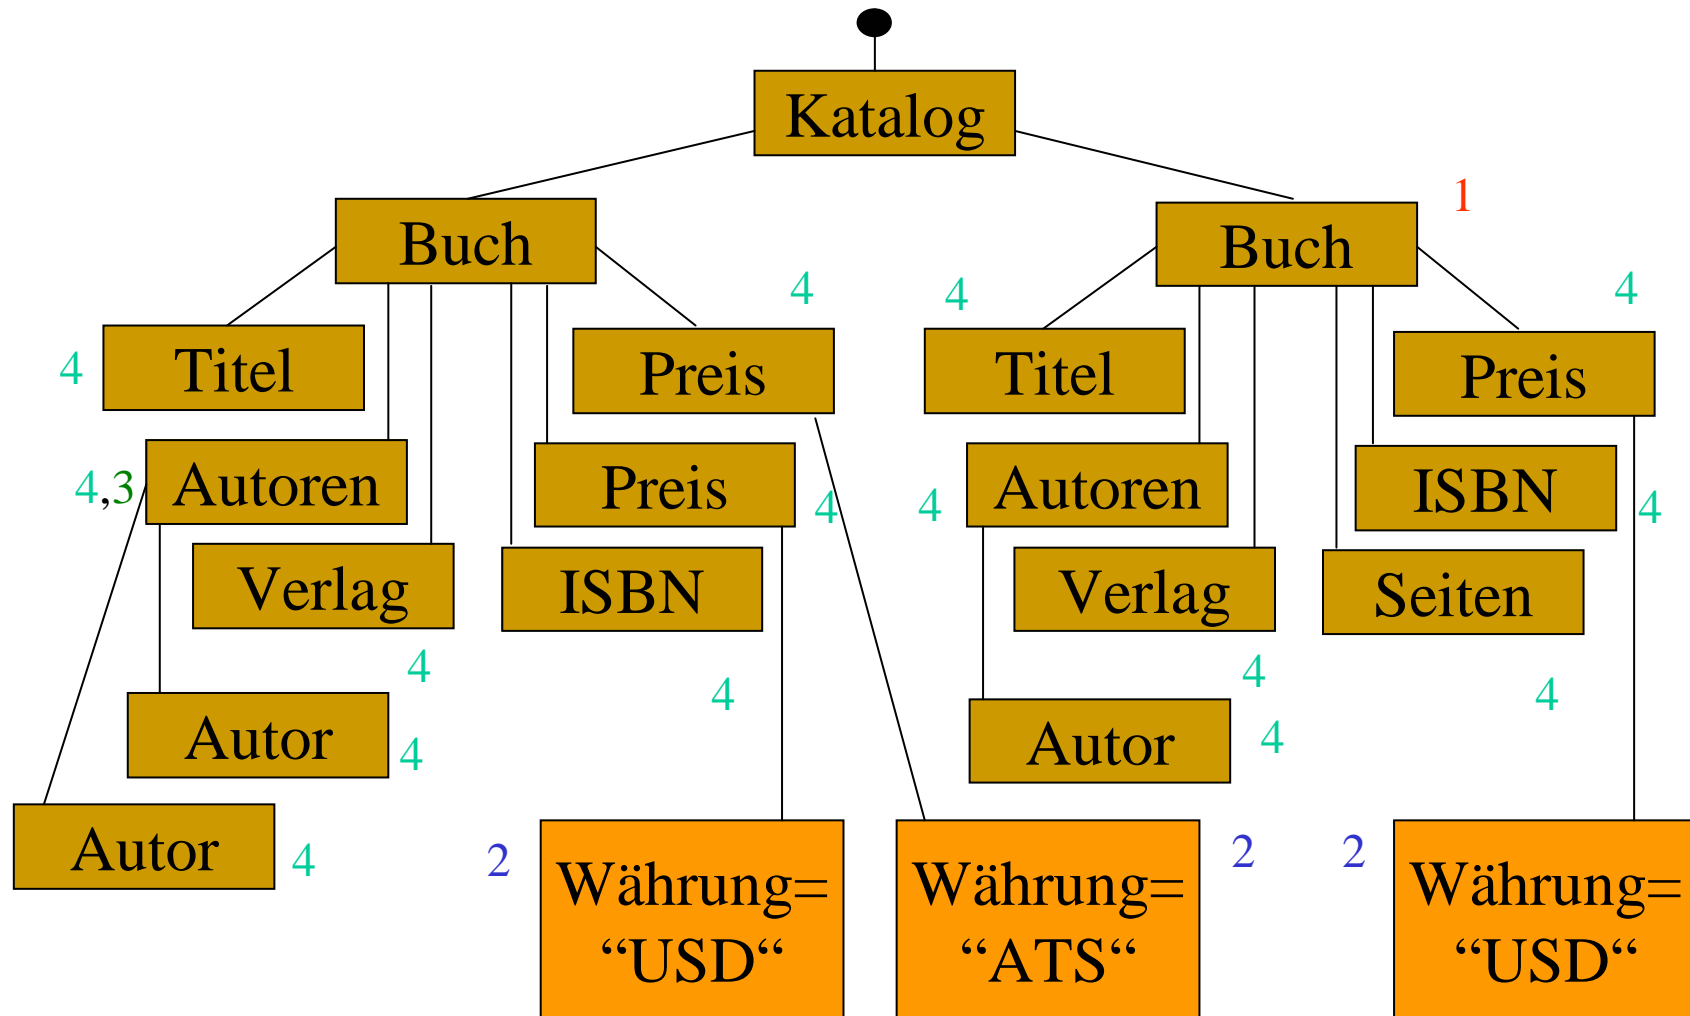 Katalog
1
Buch
Buch
4
4
4
4
Titel
Preis
Titel
Preis
4,3
Autoren
Preis
4
4
Autoren
ISBN
4
Verlag
ISBN
Verlag
Seiten
4
4
4
4
Autor
4
Autor
4
Autor
4
2
Währung=
“USD“
Währung=
“ATS“
2
2
Währung=
“USD“